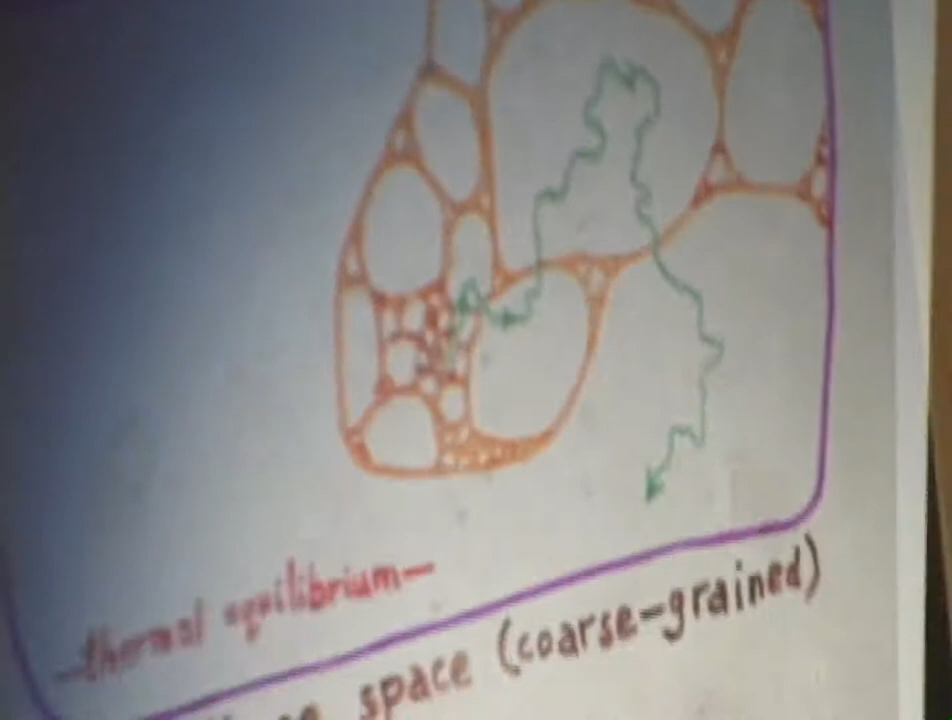 —thermal equilibrium—
space (coarse-grained)